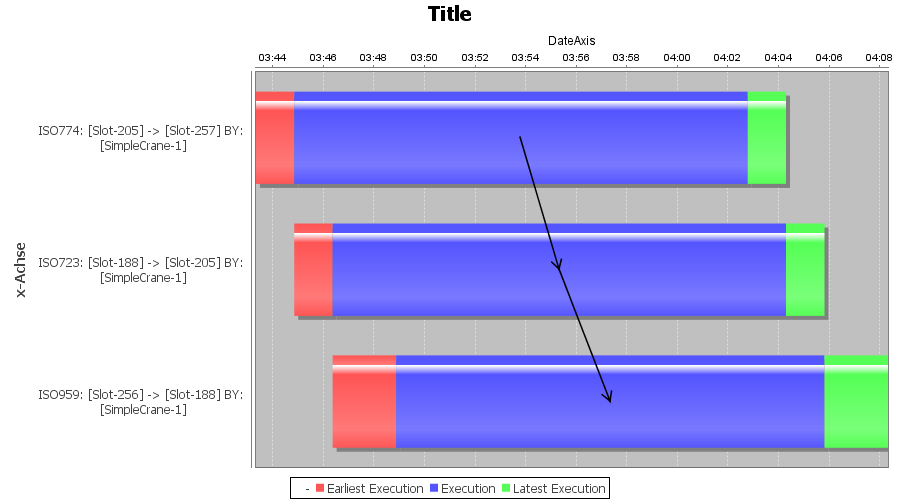 Title
DateAxis
03:44 03:46 03:48 03:50 03:52 03:54 03:56 03:58 04:00 04:02 04:04 04:06 04:08
x-Achse
ISO774: [Slot-205] -> [Slot-257] BY:
[SimpleCrane-1]
ISO723: [Slot-188] -> [Slot-205] BY:
[SimpleCrane-1]
ISO959: [Slot-256] -> [Slot-188] BY:
[SimpleCrane-1]
- Earliest Execution Execution Latest Execution